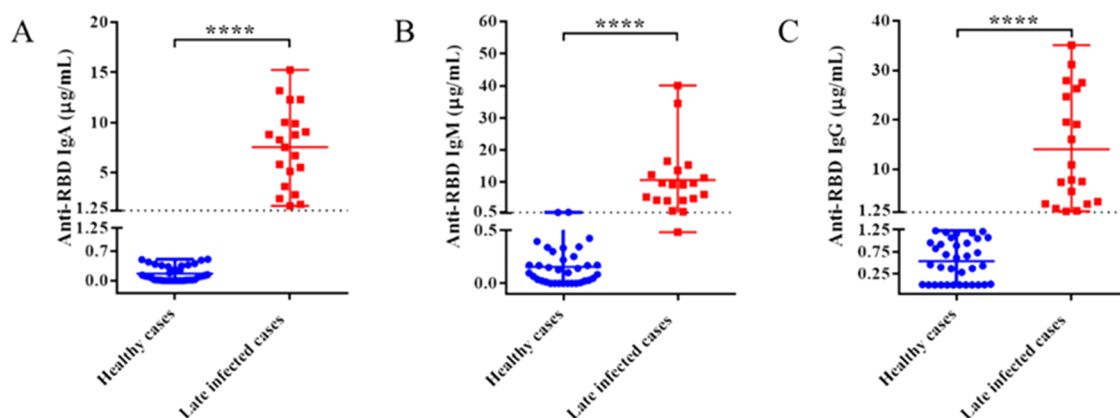 A
Anti-RBD IgA (µg/mL)
20
15
10
5
1.25
1.25
0.7
0.0
****
Healthy cases
Late infected cases
B
Anti-RBD IgM (µg/mL)
60
50
40
30
20
10
0.5
0.5
0.0
****
Healthy cases
Late infected cases
C
Anti-RBD IgG (µg/mL)
40
30
20
10
1.25
1.25
0.75
0.25
****
Healthy cases
Late infected cases